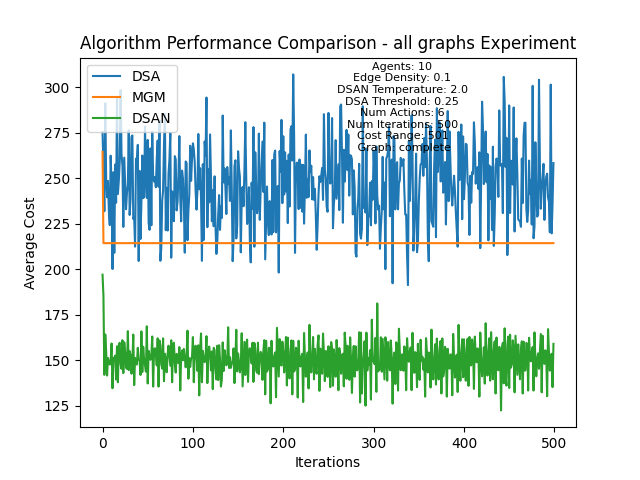 Algorithm Performance Comparison - all graphs Experiment
DSA
MGM
DSAN
Agents: 10
Edge Density: 0.1
DSAN Temperature: 2.0
DSA Threshold: 0.25
Num Actions: 6
Num Iterations: 500
Cost Range: 501
Graph: complete
Average Cost
300
275
250
225
200
175
150
125
0
100
200
300
400
500
Iterations